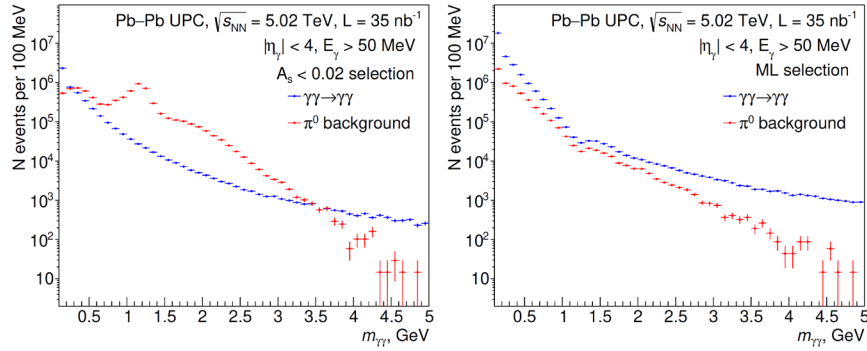 Pb–Pb UPC, √sNN = 5.02 TeV, L = 35 nb⁻¹
|ηγ| < 4, Eγ > 50 MeV
As < 0.02 selection
γγ→γγ
π⁰ background
N events per 100 MeV
10⁷
10⁶
10⁵
10⁴
10³
10²
10
0.5 1 1.5 2 2.5 3 3.5 4 4.5 5
mγγ, GeV
Pb–Pb UPC, √sNN = 5.02 TeV, L = 35 nb⁻¹
|ηγ| < 4, Eγ > 50 MeV
ML selection
γγ→γγ
π⁰ background
N events per 100 MeV
10⁷
10⁶
10⁵
10⁴
10³
10²
10
0.5 1 1.5 2 2.5 3 3.5 4 4.5 5
mγγ, GeV